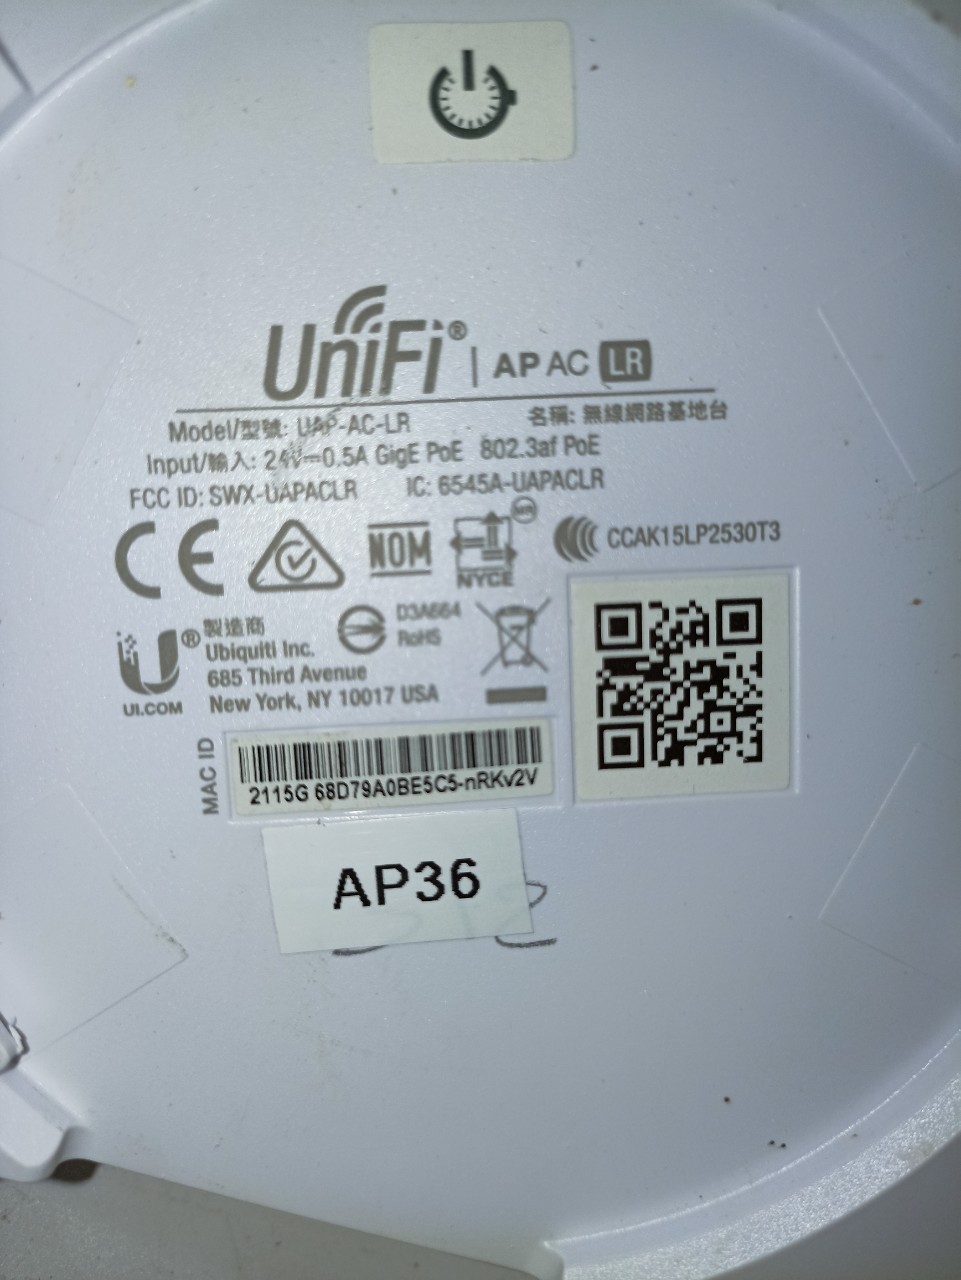 UniFi® | AP AC LR
Model/型號: UAP-AC-LR 名稱: 無線網路基地台
Input/輸入: 24V⎓0.5A GigE PoE 802.3af PoE
FCC ID: SWX-UAPACLR IC: 6545A-UAPACLR
CE NOM NYCE MR CCAK15LP2530T3
D3A664
RoHS
U®
UI.COM
製造商
Ubiquiti Inc.
685 Third Avenue
New York, NY 10017 USA
MAC ID
2115G 68D79A0BE5C5-nRKv2V
AP36